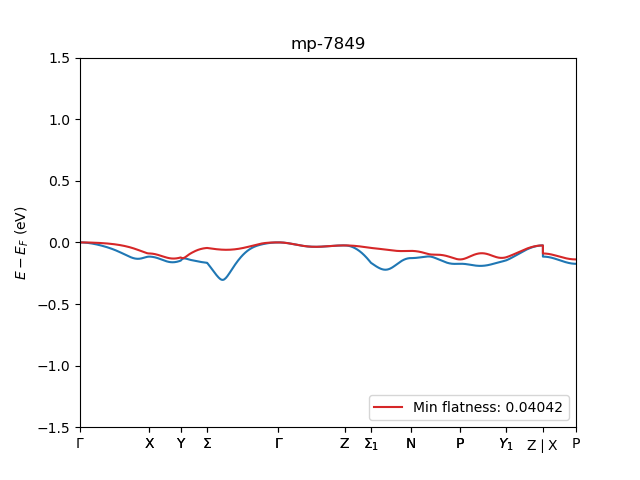 mp-7849
1.5
1.0
0.5
0.0
−0.5
−1.0
−1.5
E − E_F (eV)
Min flatness: 0.04042
Γ X Y Σ Γ Z Σ₁ N P Y₁ Z | X P